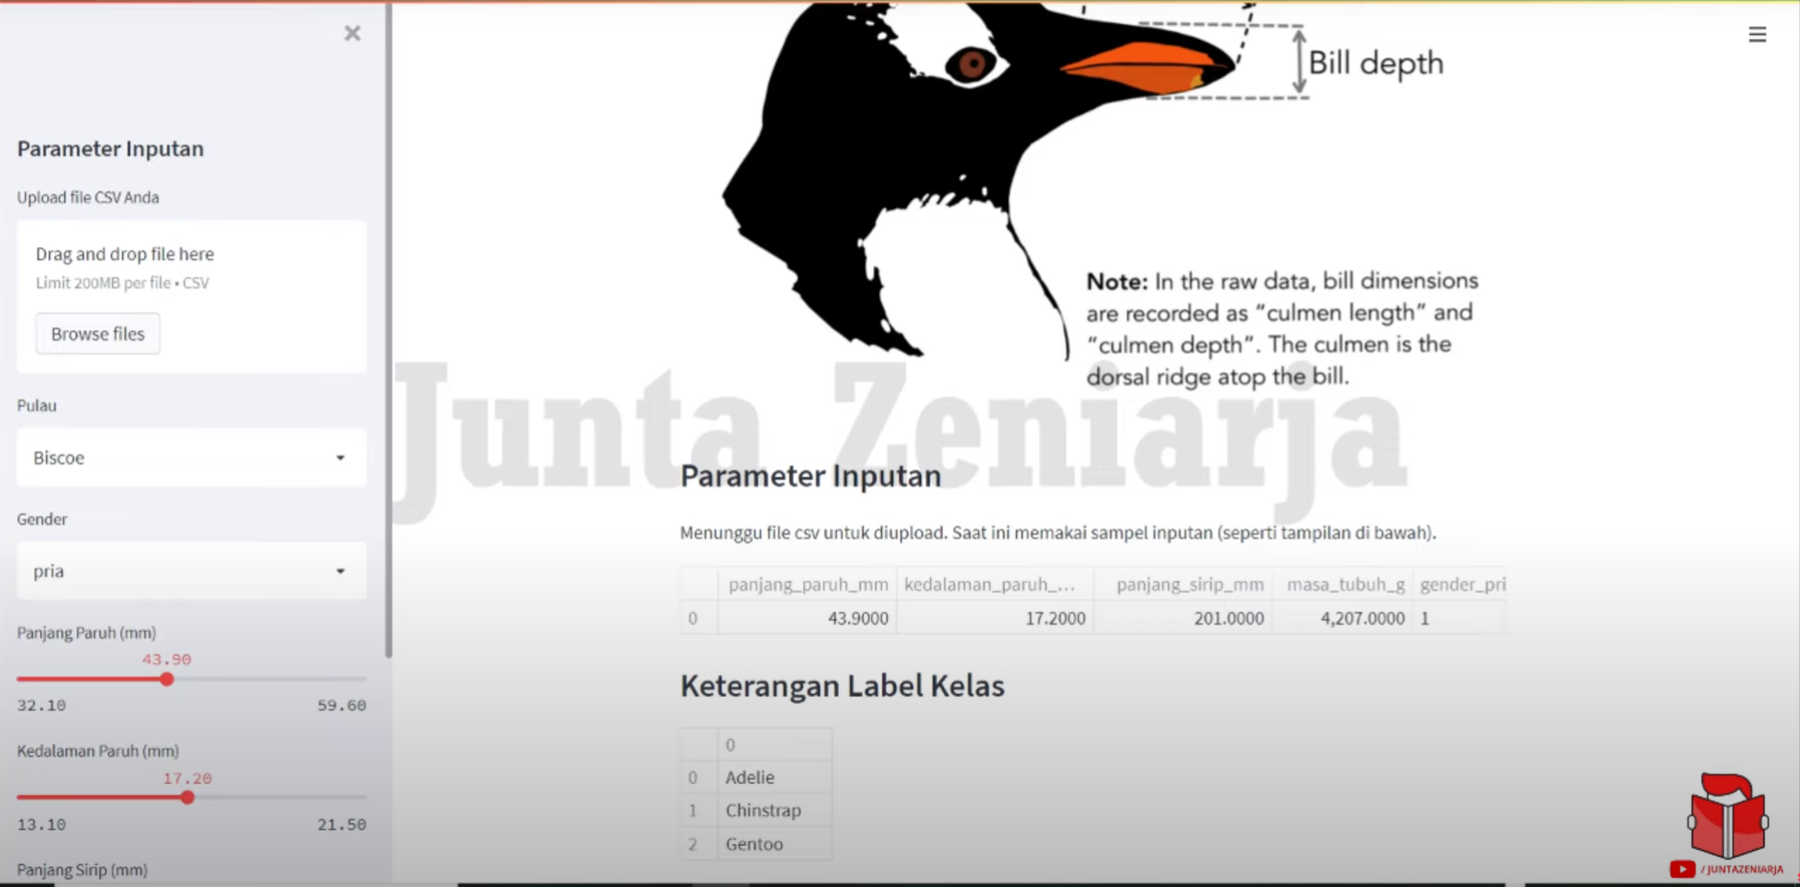 ×
Parameter Inputan
Upload file CSV Anda
Drag and drop file here
Limit 200MB per file • CSV
Browse files
Pulau
Biscoe
Gender
pria
Panjang Paruh (mm)
43.90
32.10 59.60
Kedalaman Paruh (mm)
17.20
13.10 21.50
Panjang Sirip (mm)
Bill depth
Note: In the raw data, bill dimensions
are recorded as “culmen length” and
“culmen depth”. The culmen is the
dorsal ridge atop the bill.
Junta Zeniarja
Parameter Inputan
Menunggu file csv untuk diupload. Saat ini memakai sampel inputan (seperti tampilan di bawah).
panjang_paruh_mm kedalaman_paruh_... panjang_sirip_mm masa_tubuh_g gender_pri
0 43.9000 17.2000 201.0000 4,207.0000 1
Keterangan Label Kelas
0
0 Adelie
1 Chinstrap
2 Gentoo
/ JUNTAZENIARJA